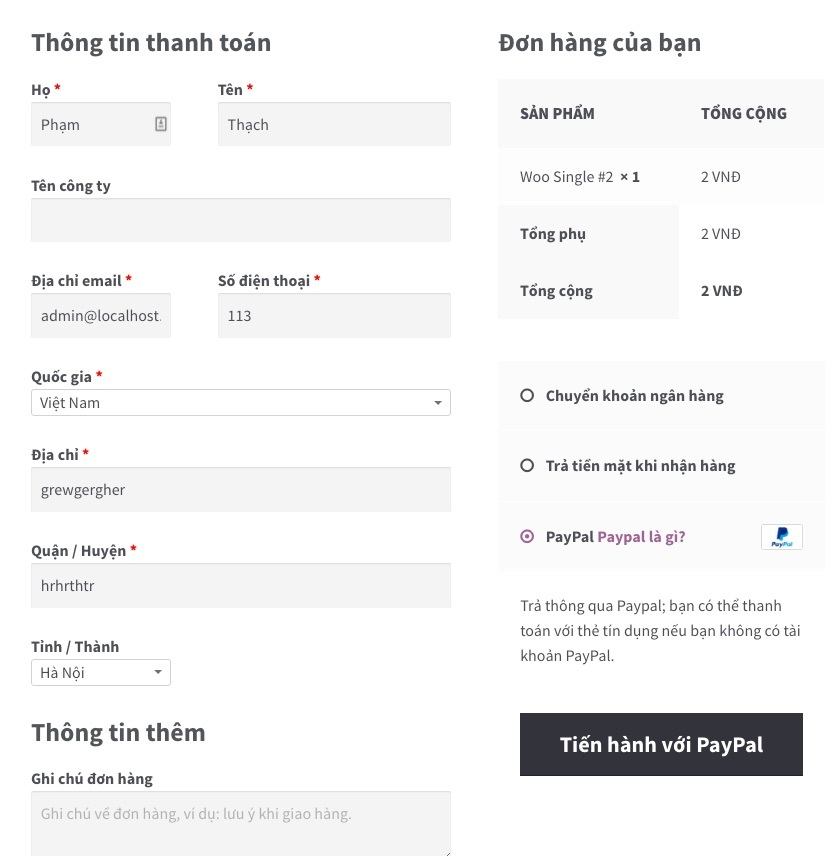 Thông tin thanh toán
Họ *
Tên *
Phạm
Thạch
Tên công ty
Địa chỉ email *
Số điện thoại *
admin@localhost.
113
Quốc gia *
Việt Nam
Địa chỉ *
grewgergher
Quận / Huyện *
hrhrthtr
Tỉnh / Thành
Hà Nội
Thông tin thêm
Ghi chú đơn hàng
Ghi chú về đơn hàng, ví dụ: lưu ý khi giao hàng.
Đơn hàng của bạn
SẢN PHẨM
TỔNG CỘNG
Woo Single #2 × 1
2 VNĐ
Tổng phụ
2 VNĐ
Tổng cộng
2 VNĐ
Chuyển khoản ngân hàng
Trả tiền mặt khi nhận hàng
PayPal Paypal là gì?
PayPal
Trả thông qua Paypal; bạn có thể thanh
toán với thẻ tín dụng nếu bạn không có tài
khoản PayPal.
Tiến hành với PayPal